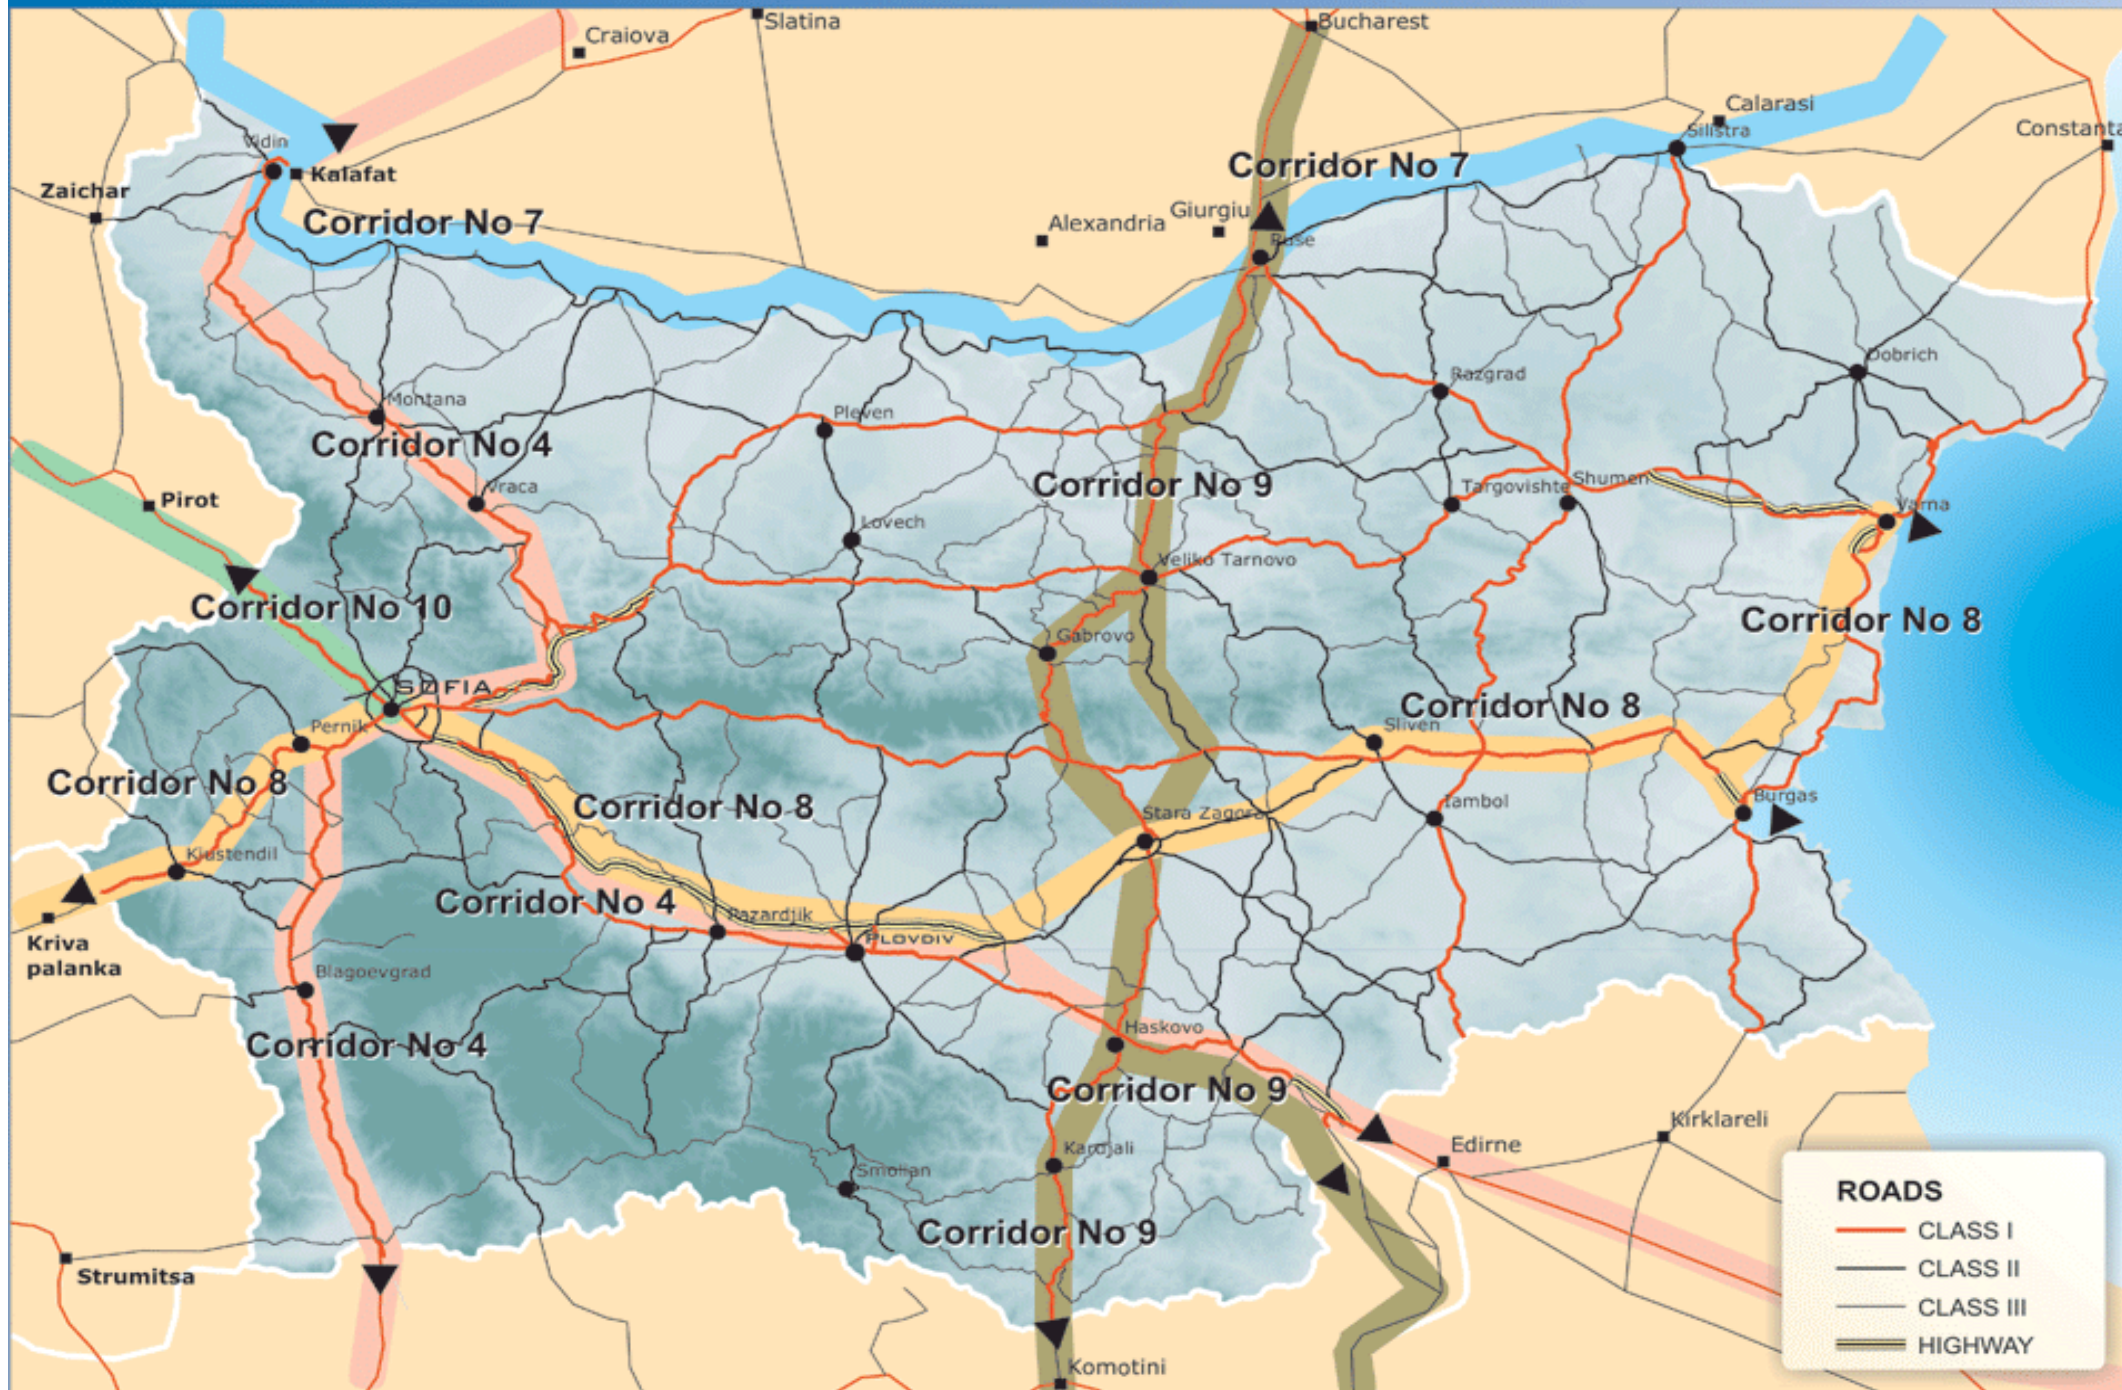 Slatina
Bucharest
Craiova
Calarasi
Constanta
Silistra
Vidin
Kalafat
Corridor No 7
Zaichar
Corridor No 7
Alexandria
Giurgiu
Ruse
Dobrich
Razgrad
Montana
Pleven
Corridor No 4
Vraca
Corridor No 9
Targovishte
Shumen
Varna
Pirot
Lovech
Veliko Tarnovo
Corridor No 10
Corridor No 8
Gabrovo
SOFIA
Corridor No 8
Pernik
Sliven
Corridor No 8
Corridor No 8
Iambol
Burgas
Stara Zagora
Kiustendil
Corridor No 4
Pazardjik
PLOVDIV
Kriva
palanka
Blagoevgrad
Haskovo
Corridor No 4
Corridor No 9
Kirklareli
Edirne
Kardjali
Smolian
Corridor No 9
Strumitsa
Komotini
ROADS
CLASS I
CLASS II
CLASS III
HIGHWAY